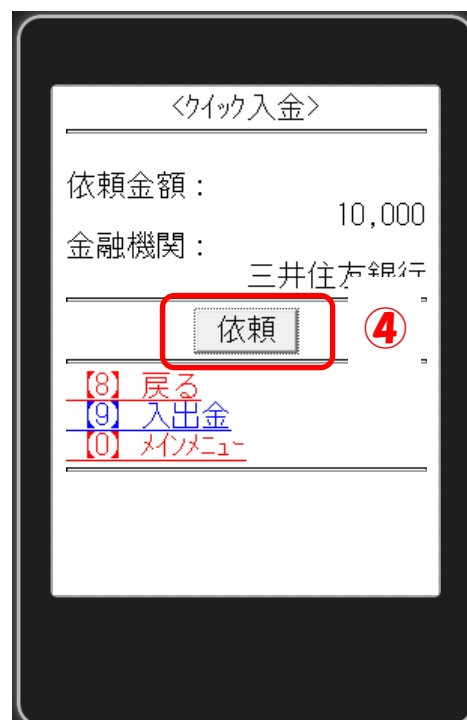 <クイック入金>
依頼金額：
10,000
金融機関：
三井住友銀行
依頼
④
【8】 戻る
【9】 入出金
【0】 メインメニュー